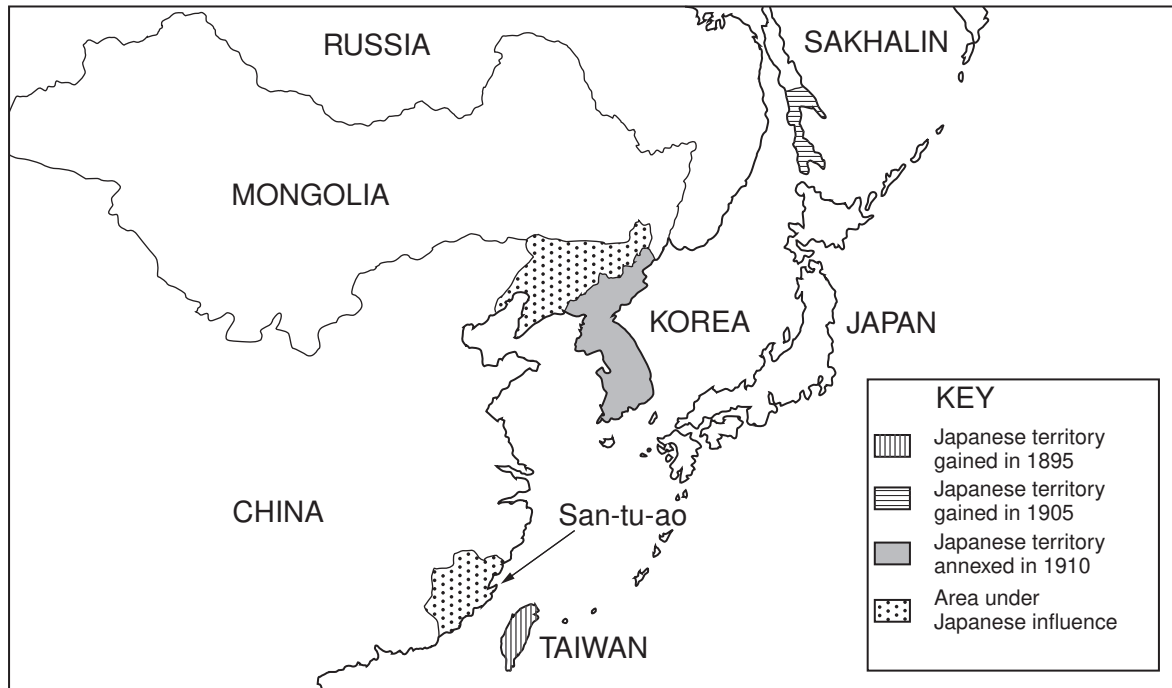 RUSSIA
SAKHALIN
MONGOLIA
KOREA
JAPAN
CHINA
San-tu-ao
TAIWAN
KEY
Japanese territory
gained in 1895
Japanese territory
gained in 1905
Japanese territory
annexed in 1910
Area under
Japanese influence